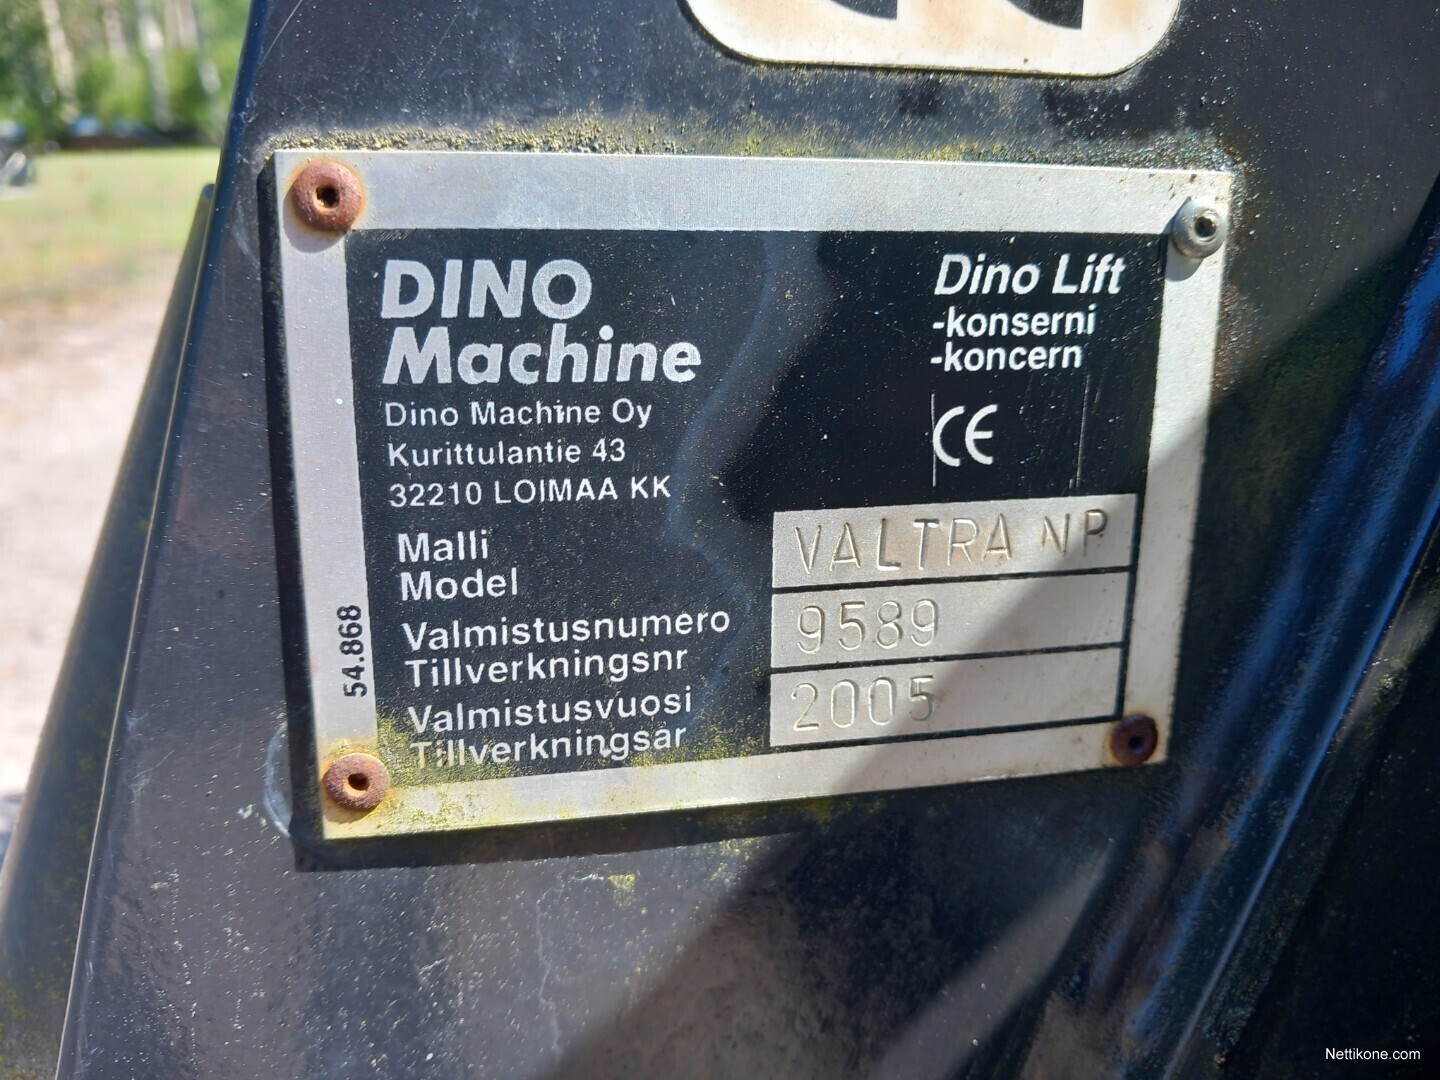 DINO
Machine
Dino Machine Oy
Kurittulantie 43
32210 LOIMAA KK
Dino Lift
-konserni
-koncern
CE
Malli
Model
VALTRA NP
Valmistusnumero
Tillverkningsnr
9589
Valmistusvuosi
Tillverkningsår
2005
54.868
Nettikone.com